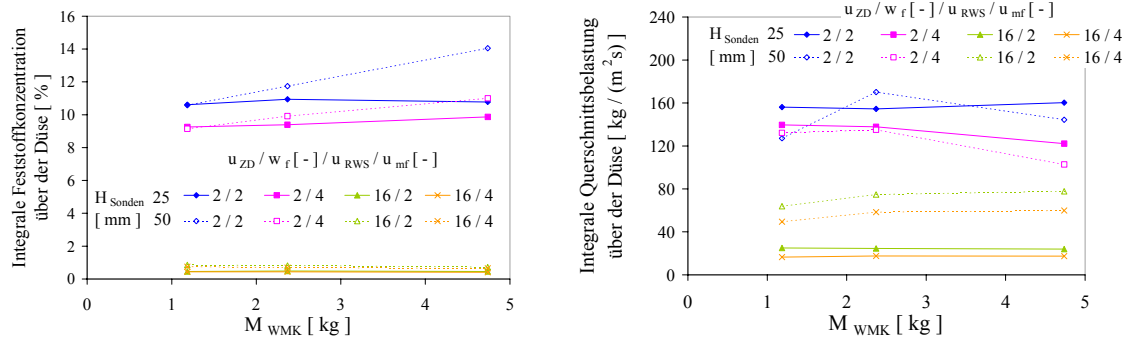 Integrale Feststoffkonzentration
über der Düse [ % ]
16
14
12
10
8
6
4
2
0
u ZD / w f [ - ] / u RWS / u mf [ - ]
H Sonden 25 2 / 2 2 / 4 16 / 2 16 / 4
[ mm ] 50 2 / 2 2 / 4 16 / 2 16 / 4
0 1 2 3 4 5
M WMK [ kg ]
Integrale Querschnittsbelastung
über der Düse [ kg / (m²s) ]
u ZD / w f [ - ] / u RWS / u mf [ - ]
H Sonden 25 2 / 2 2 / 4 16 / 2 16 / 4
[ mm ] 50 2 / 2 2 / 4 16 / 2 16 / 4
240
200
160
120
80
40
0
0 1 2 3 4 5
M WMK [ kg ]